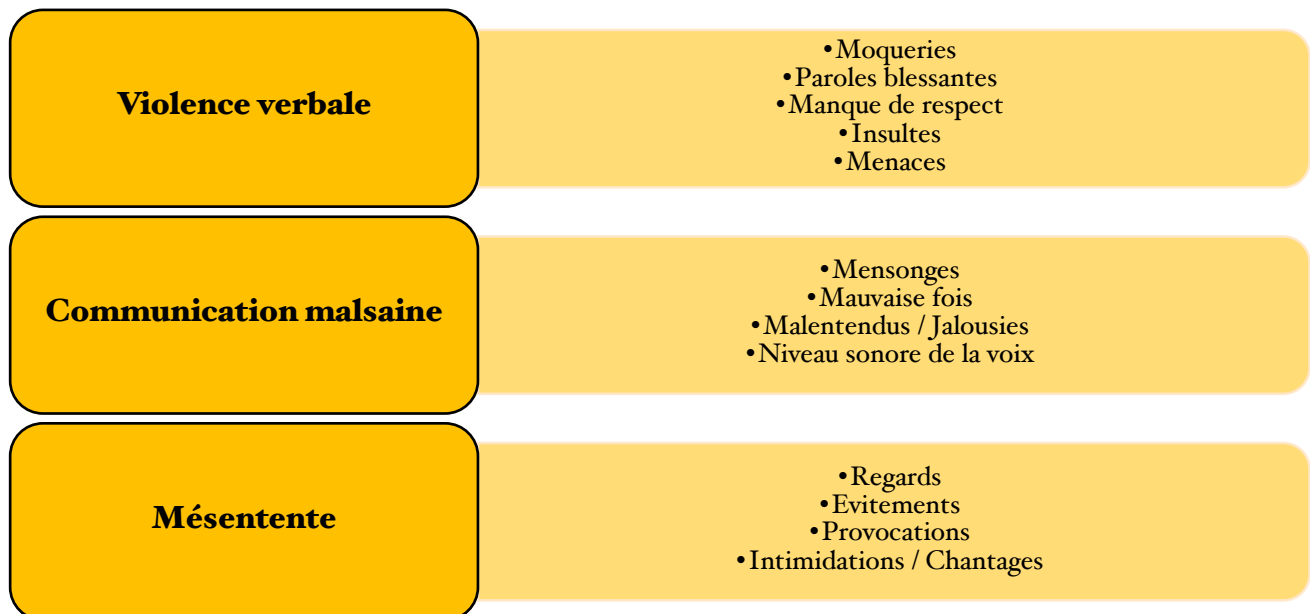 Violence verbale
•Moqueries
•Paroles blessantes
•Manque de respect
•Insultes
•Menaces
Communication malsaine
•Mensonges
•Mauvaise fois
•Malentendus / Jalousies
•Niveau sonore de la voix
Mésentente
•Regards
•Evitements
•Provocations
•Intimidations / Chantages